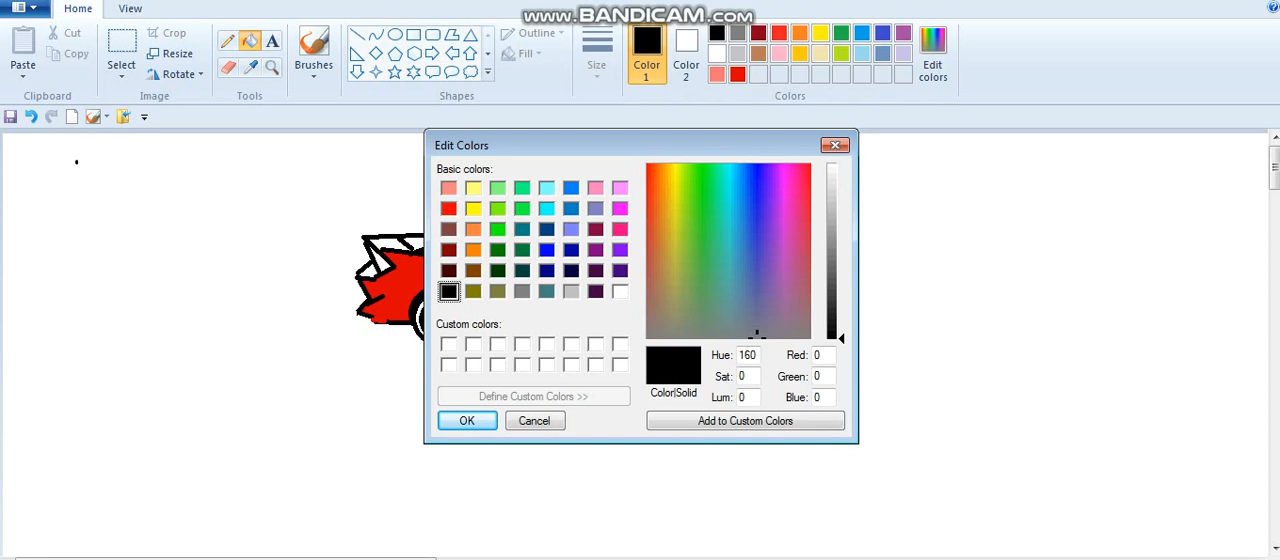 www.BANDICAM.com
Home
View
Paste
Cut
Copy
Clipboard
Select
Crop
Resize
Rotate
Image
A
Tools
Brushes
Outline
Fill
Shapes
Size
Color 1
Color 2
Edit colors
Colors
Edit Colors
Basic colors:
Custom colors:
Define Custom Colors >>
OK
Cancel
Color|Solid
Hue: 160
Red: 0
Sat: 0
Green: 0
Lum: 0
Blue: 0
Add to Custom Colors